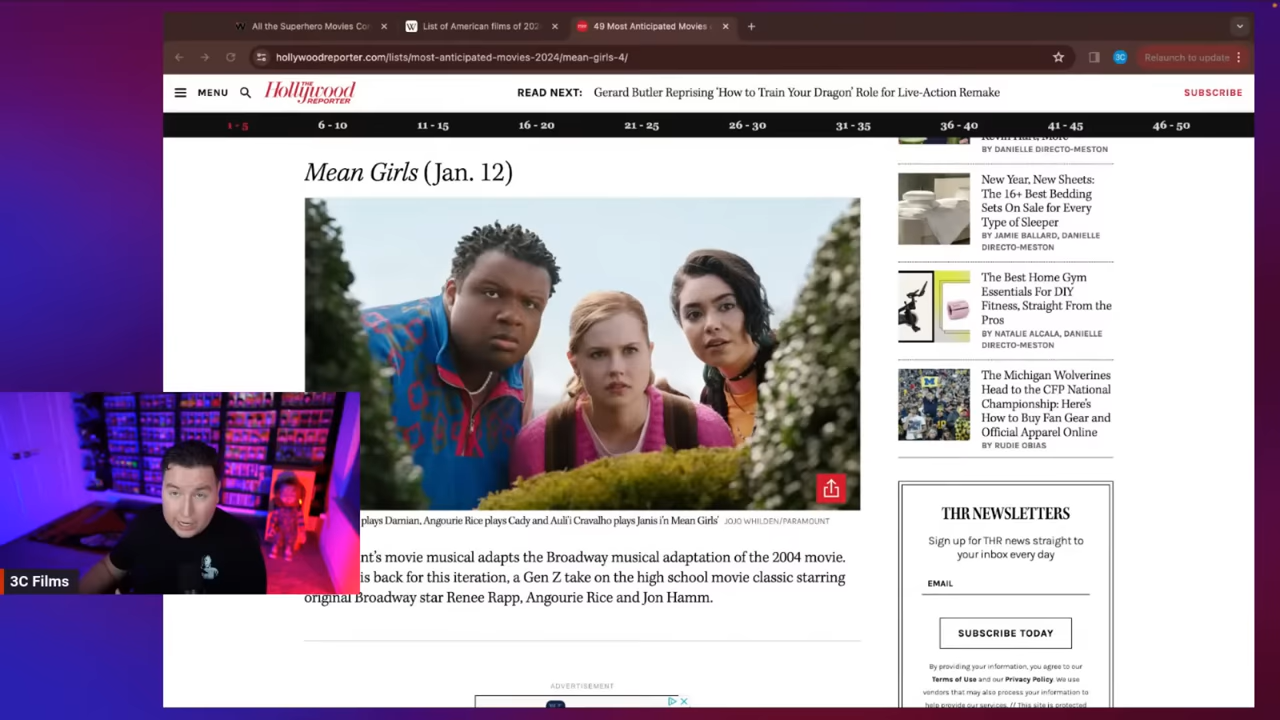 All the Superhero Movies Co
List of American films of 202
49 Most Anticipated Movies
hollywoodreporter.com/lists/most-anticipated-movies-2024/mean-girls-4/
3C
Relaunch to update
MENU
THE
Hollywood
REPORTER
READ NEXT: Gerard Butler Reprising 'How to Train Your Dragon' Role for Live-Action Remake
SUBSCRIBE
1 - 5 6 - 10 11 - 15 16 - 20 21 - 25 26 - 30 31 - 35 36 - 40 41 - 45 46 - 50
Mean Girls (Jan. 12)
plays Damian, Angourie Rice plays Cady and Auli'i Cravalho plays Janis i'n Mean Girls' JOJO WHILDEN/PARAMOUNT
nt's movie musical adapts the Broadway musical adaptation of the 2004 movie.
is back for this iteration, a Gen Z take on the high school movie classic starring
original Broadway star Renee Rapp, Angourie Rice and Jon Hamm.
ADVERTISEMENT
Kevin Hart, More
BY DANIELLE DIRECTO-MESTON
New Year, New Sheets:
The 16+ Best Bedding
Sets On Sale for Every
Type of Sleeper
BY JAMIE BALLARD, DANIELLE
DIRECTO-MESTON
The Best Home Gym
Essentials For DIY
Fitness, Straight From the
Pros
BY NATALIE ALCALA, DANIELLE
DIRECTO-MESTON
The Michigan Wolverines
Head to the CFP National
Championship: Here's
How to Buy Fan Gear and
Official Apparel Online
BY RUDIE OBIAS
THR NEWSLETTERS
Sign up for THR news straight to
your inbox every day
EMAIL
SUBSCRIBE TODAY
By providing your information, you agree to our
Terms of Use and our Privacy Policy. We use
vendors that may also process your information to
help provide our services. // This site is protected
3C Films